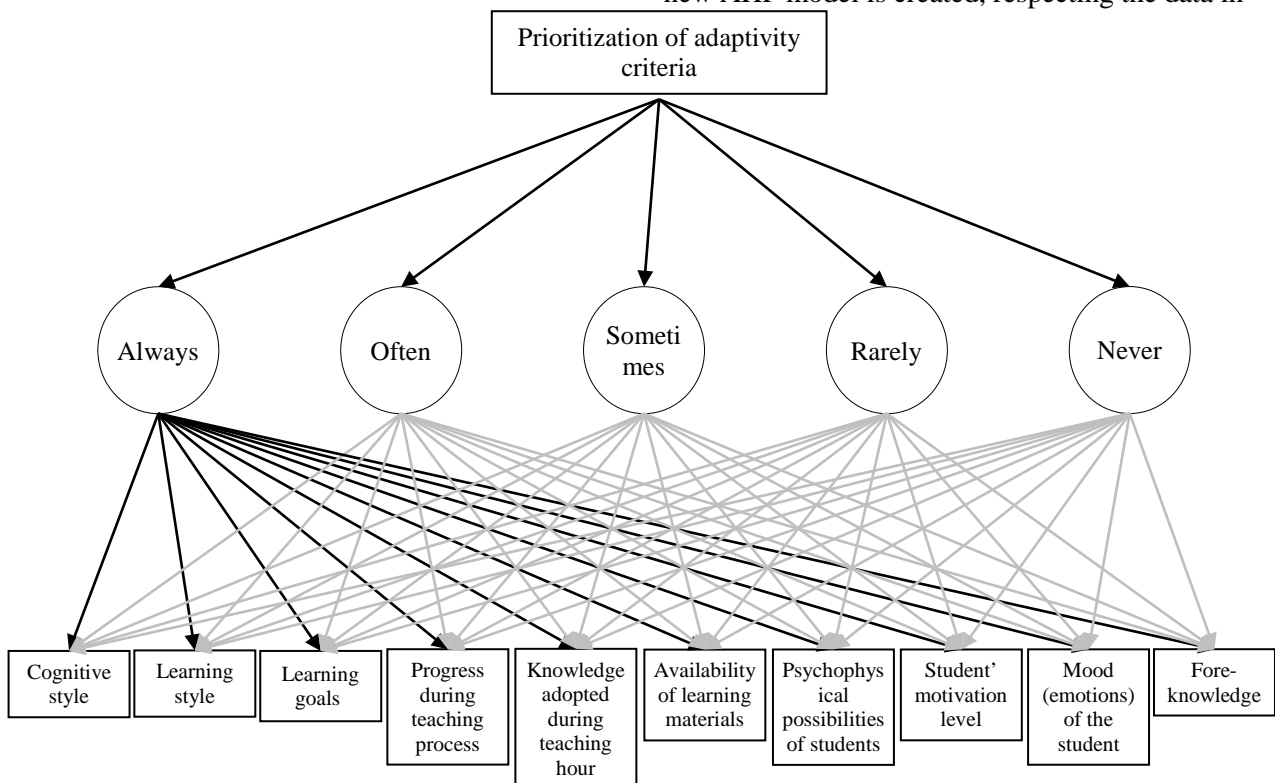 new AHP model is created, respecting the data in
Prioritization of adaptivity
criteria
Always
Often
Someti
mes
Rarely
Never
Cognitive
style
Learning
style
Learning
goals
Progress
during
teaching
process
Knowledge
adopted
during
teaching
hour
Availability
of learning
materials
Psychophys
ical
possibilities
of students
Student’
motivation
level
Mood
(emotions)
of the
student
Fore-
knowledge